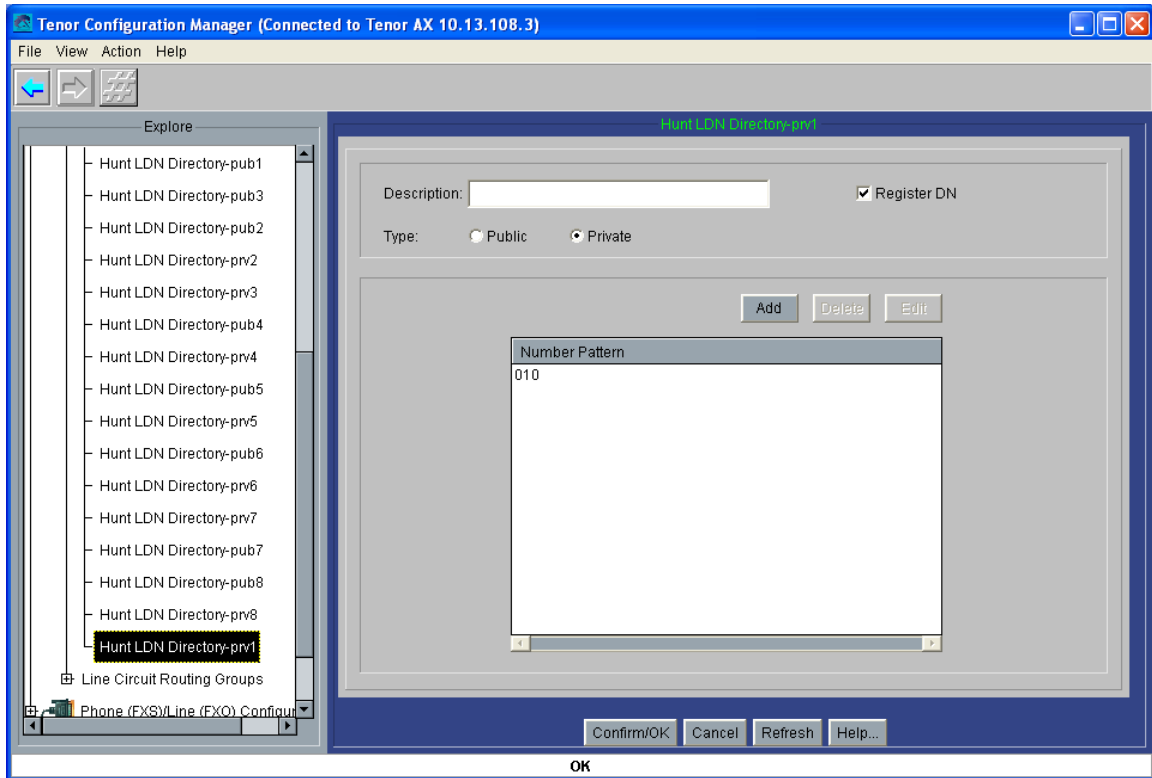 Tenor Configuration Manager (Connected to Tenor AX 10.13.108.3)
File View Action Help
Explore
Hunt LDN Directory-pub1
Hunt LDN Directory-pub3
Hunt LDN Directory-pub2
Hunt LDN Directory-prv2
Hunt LDN Directory-prv3
Hunt LDN Directory-pub4
Hunt LDN Directory-prv4
Hunt LDN Directory-pub5
Hunt LDN Directory-prv5
Hunt LDN Directory-pub6
Hunt LDN Directory-prv6
Hunt LDN Directory-prv7
Hunt LDN Directory-pub7
Hunt LDN Directory-pub8
Hunt LDN Directory-prv8
Hunt LDN Directory-prv1
Line Circuit Routing Groups
Phone (FXS)/Line (FXO) Configur
Hunt LDN Directory-prv1
Description: Register DN
Type: Public Private
Add Delete Edit
Number Pattern
010
Confirm/OK Cancel Refresh Help...
OK